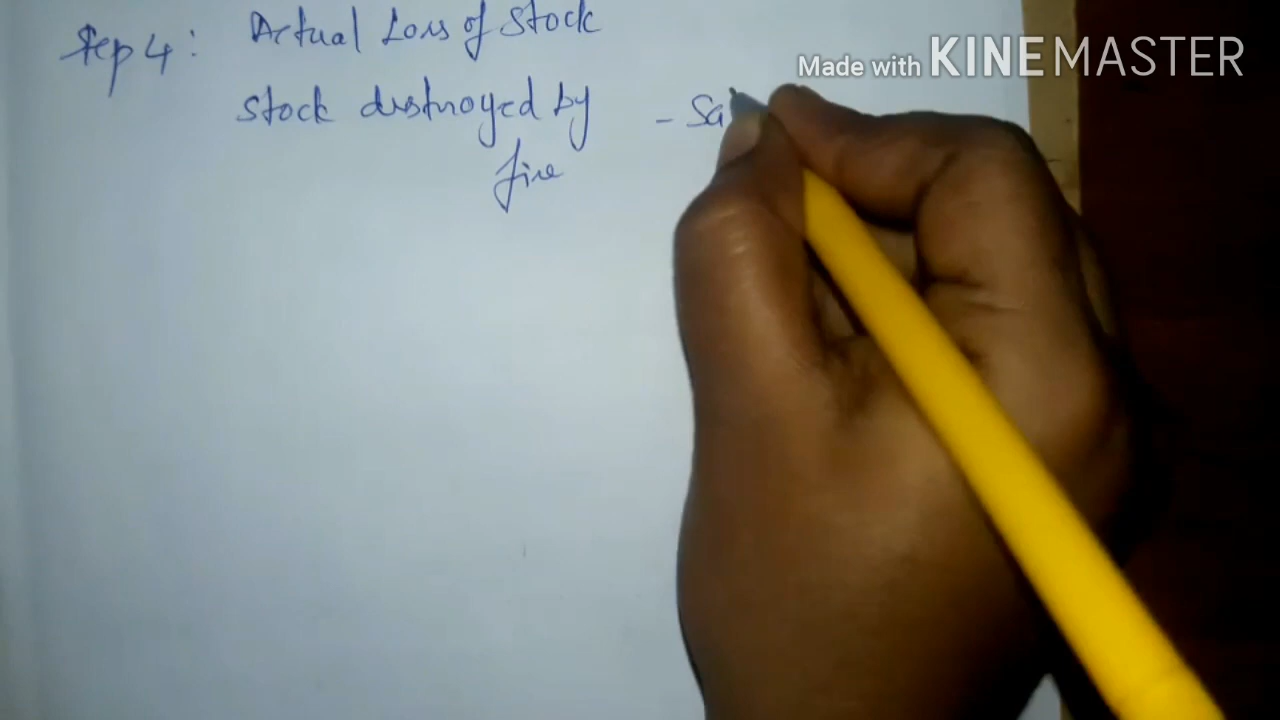 Step 4: Actual Loss of Stock
Made with KINEMASTER
Stock destroyed by - Sa
fire